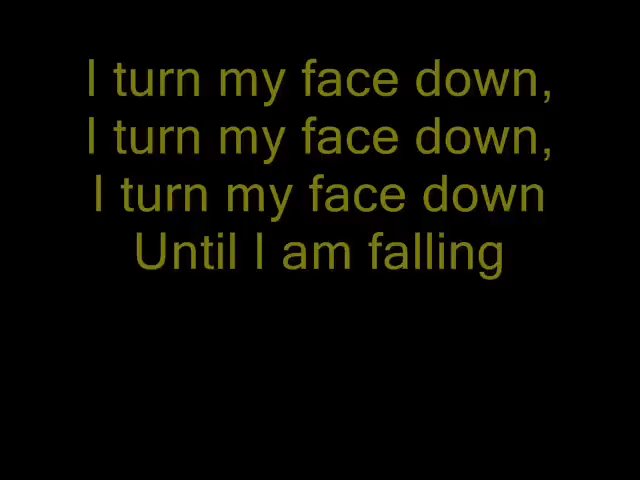 I turn my face down,
I turn my face down,
I turn my face down
Until I am falling